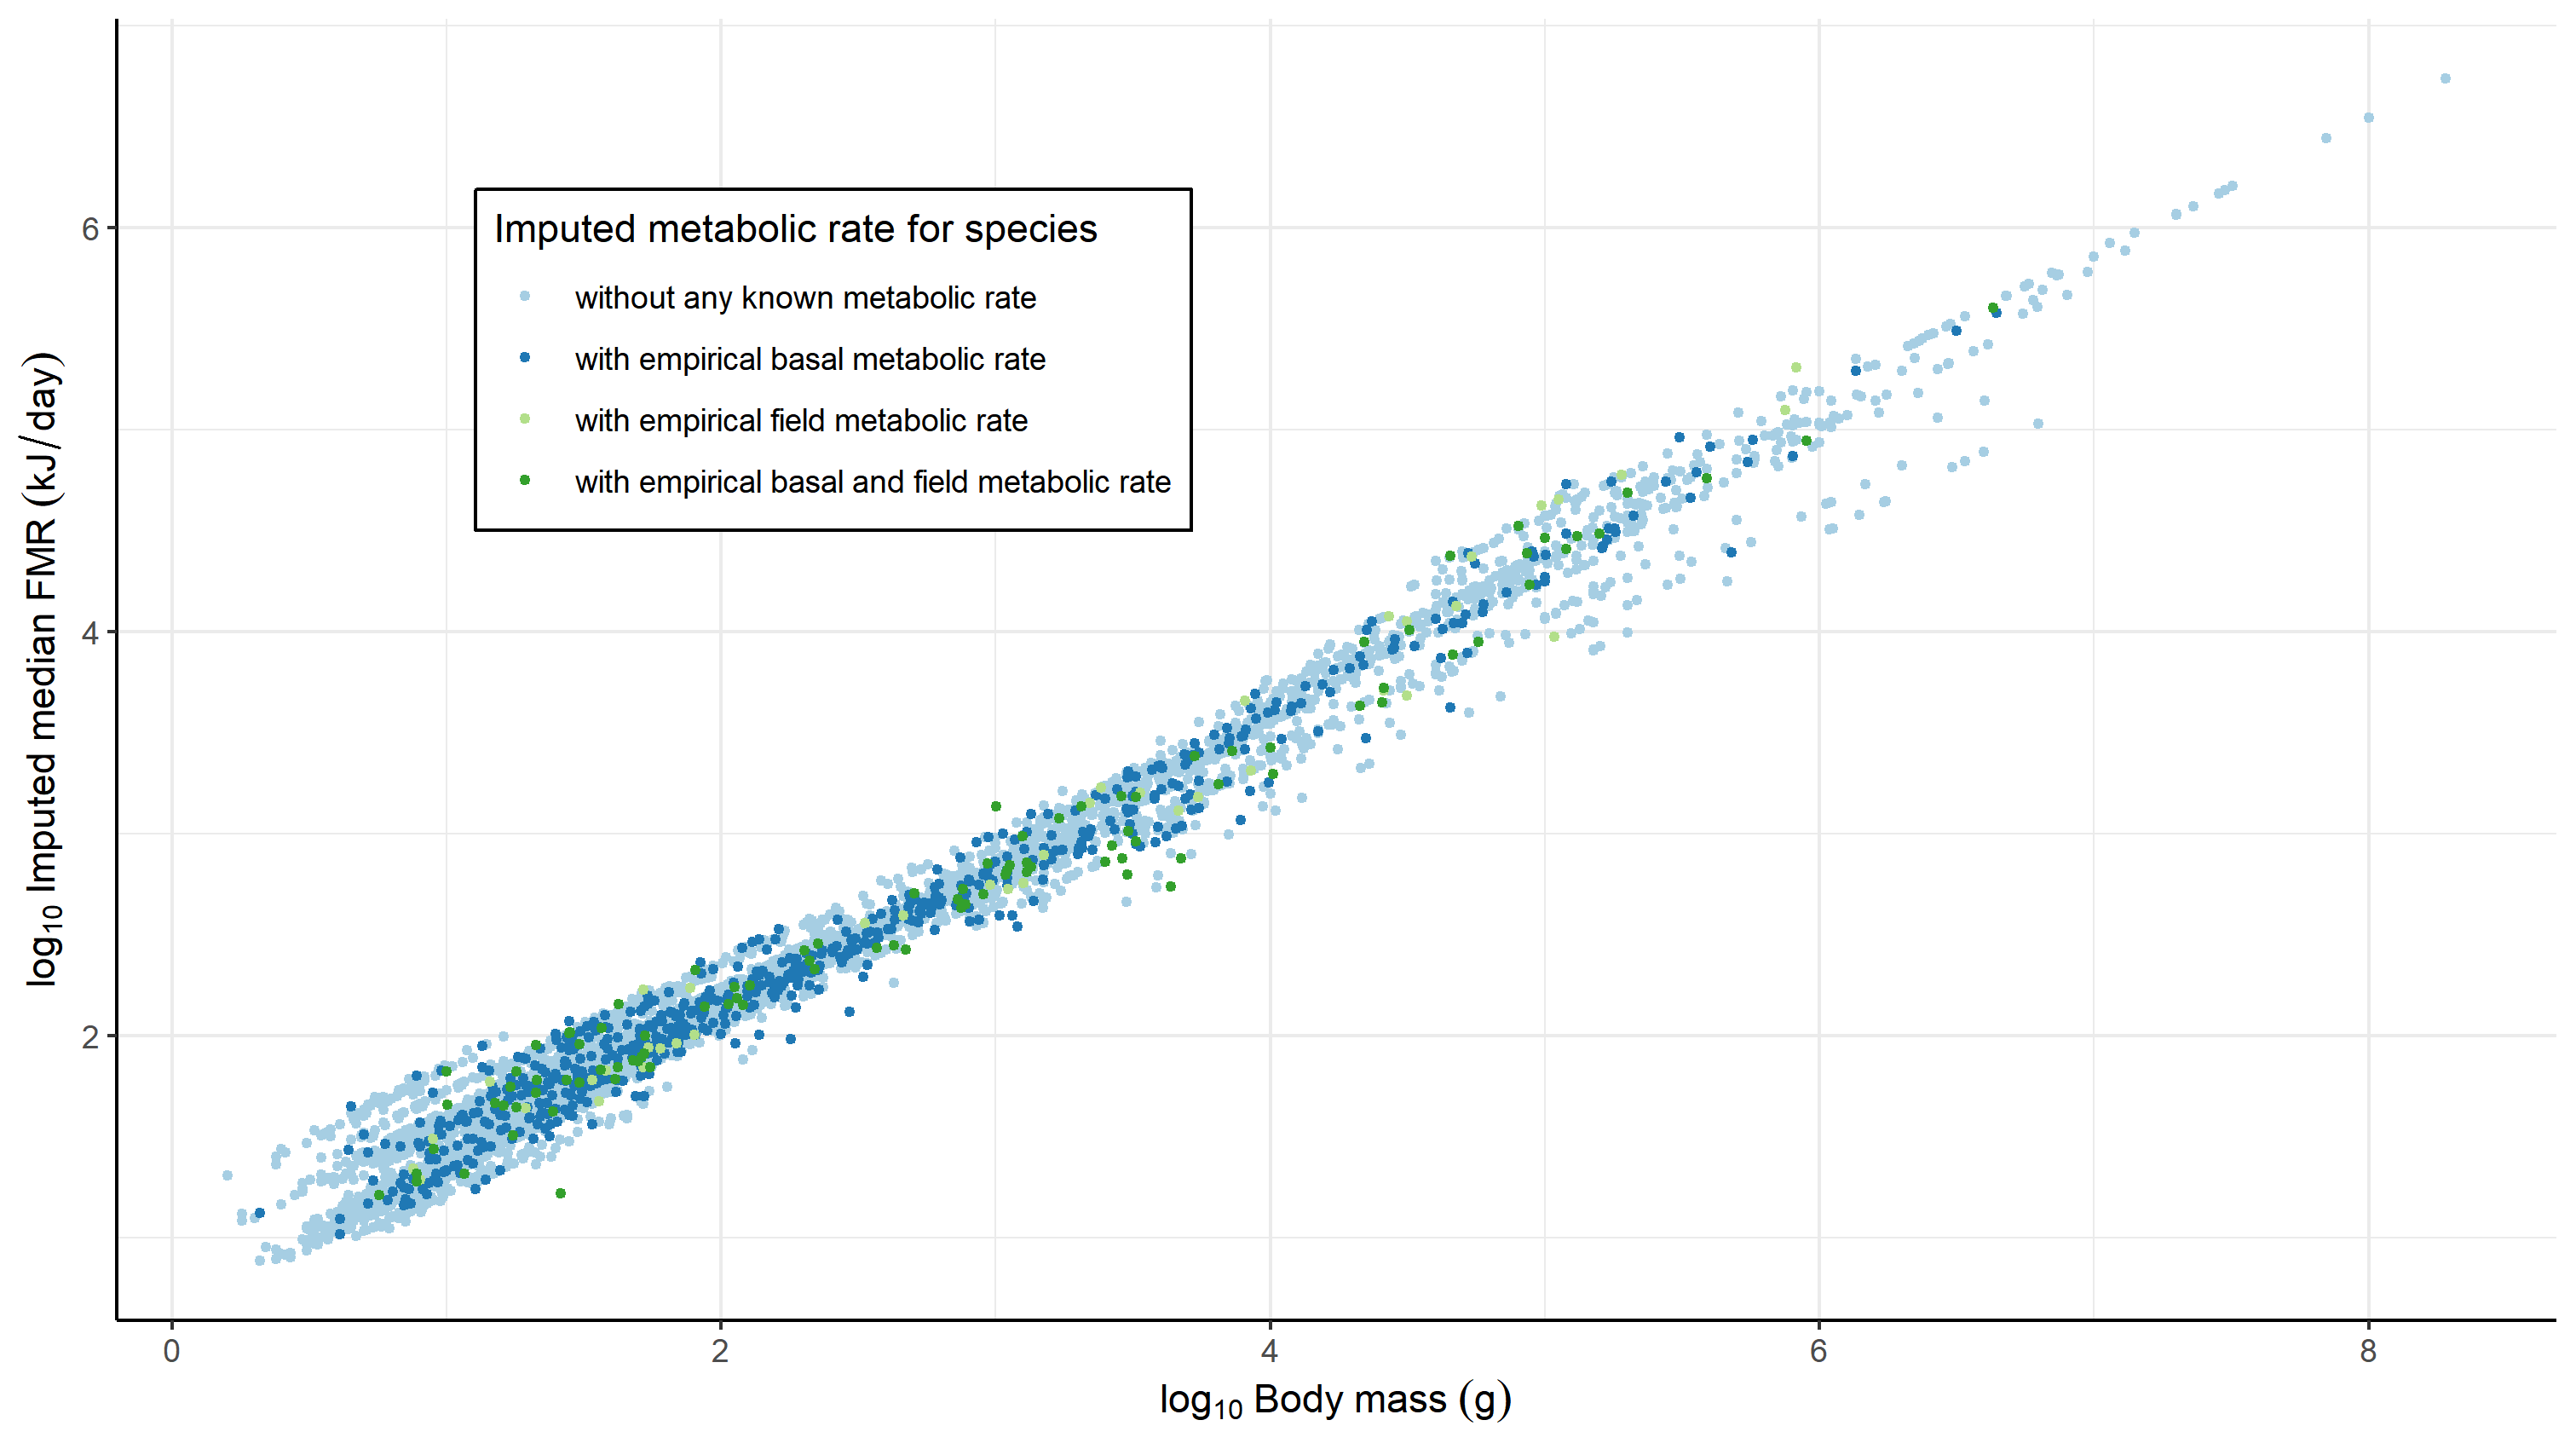 Imputed metabolic rate for species
without any known metabolic rate
with empirical basal metabolic rate
with empirical field metabolic rate
with empirical basal and field metabolic rate
log₁₀ Imputed median FMR (kJ/day)
6
4
2
0 2 4 6 8
log₁₀ Body mass (g)